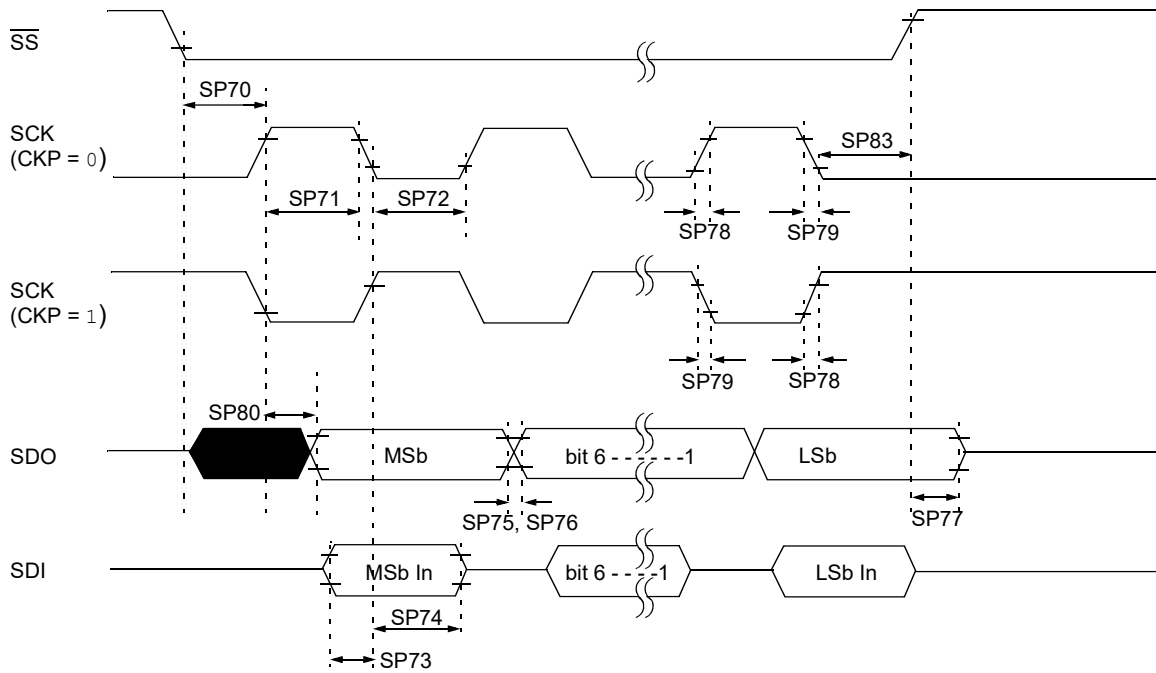 SS
SP70
SCK
(CKP = 0)
SP83
SP71
SP72
SP78
SP79
SCK
(CKP = 1)
SP79
SP78
SP80
SDO
MSb
bit 6 - - - - - -1
LSb
SP75, SP76
SP77
SDI
MSb In
bit 6 - - - - -1
LSb In
SP74
SP73